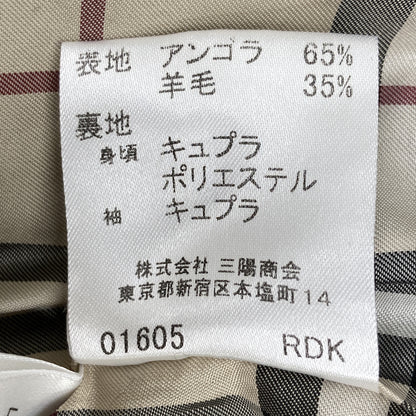 表地 アンゴラ 65%
羊毛 35%
裏地
身頃 キュプラ
ポリエステル
袖 キュプラ
株式会社 三陽商会
東京都新宿区本塩町14
01605 RDK